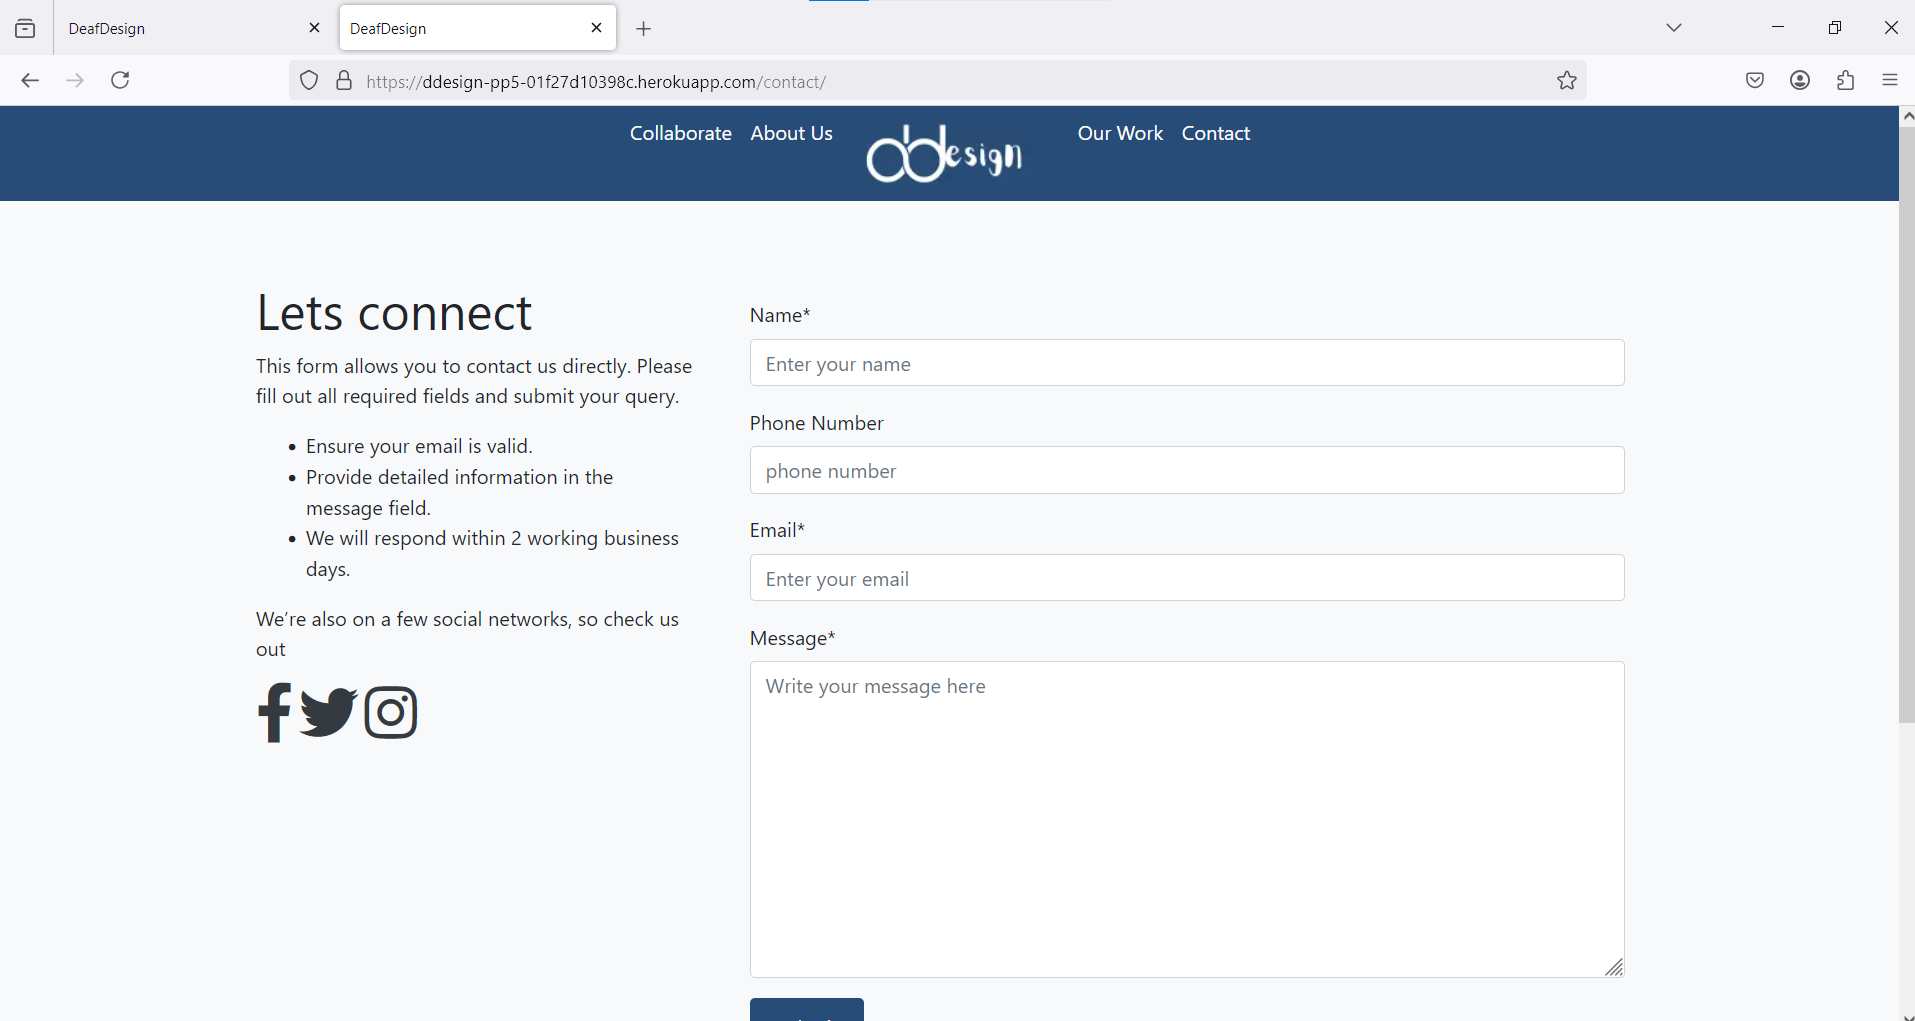 DeafDesign
DeafDesign
https://ddesign-pp5-01f27d10398c.herokuapp.com/contact/
Collaborate About Us ddesign Our Work Contact
Lets connect
This form allows you to contact us directly. Please
fill out all required fields and submit your query.
• Ensure your email is valid.
• Provide detailed information in the
message field.
• We will respond within 2 working business
days.
We’re also on a few social networks, so check us
out
Name*
Enter your name
Phone Number
phone number
Email*
Enter your email
Message*
Write your message here